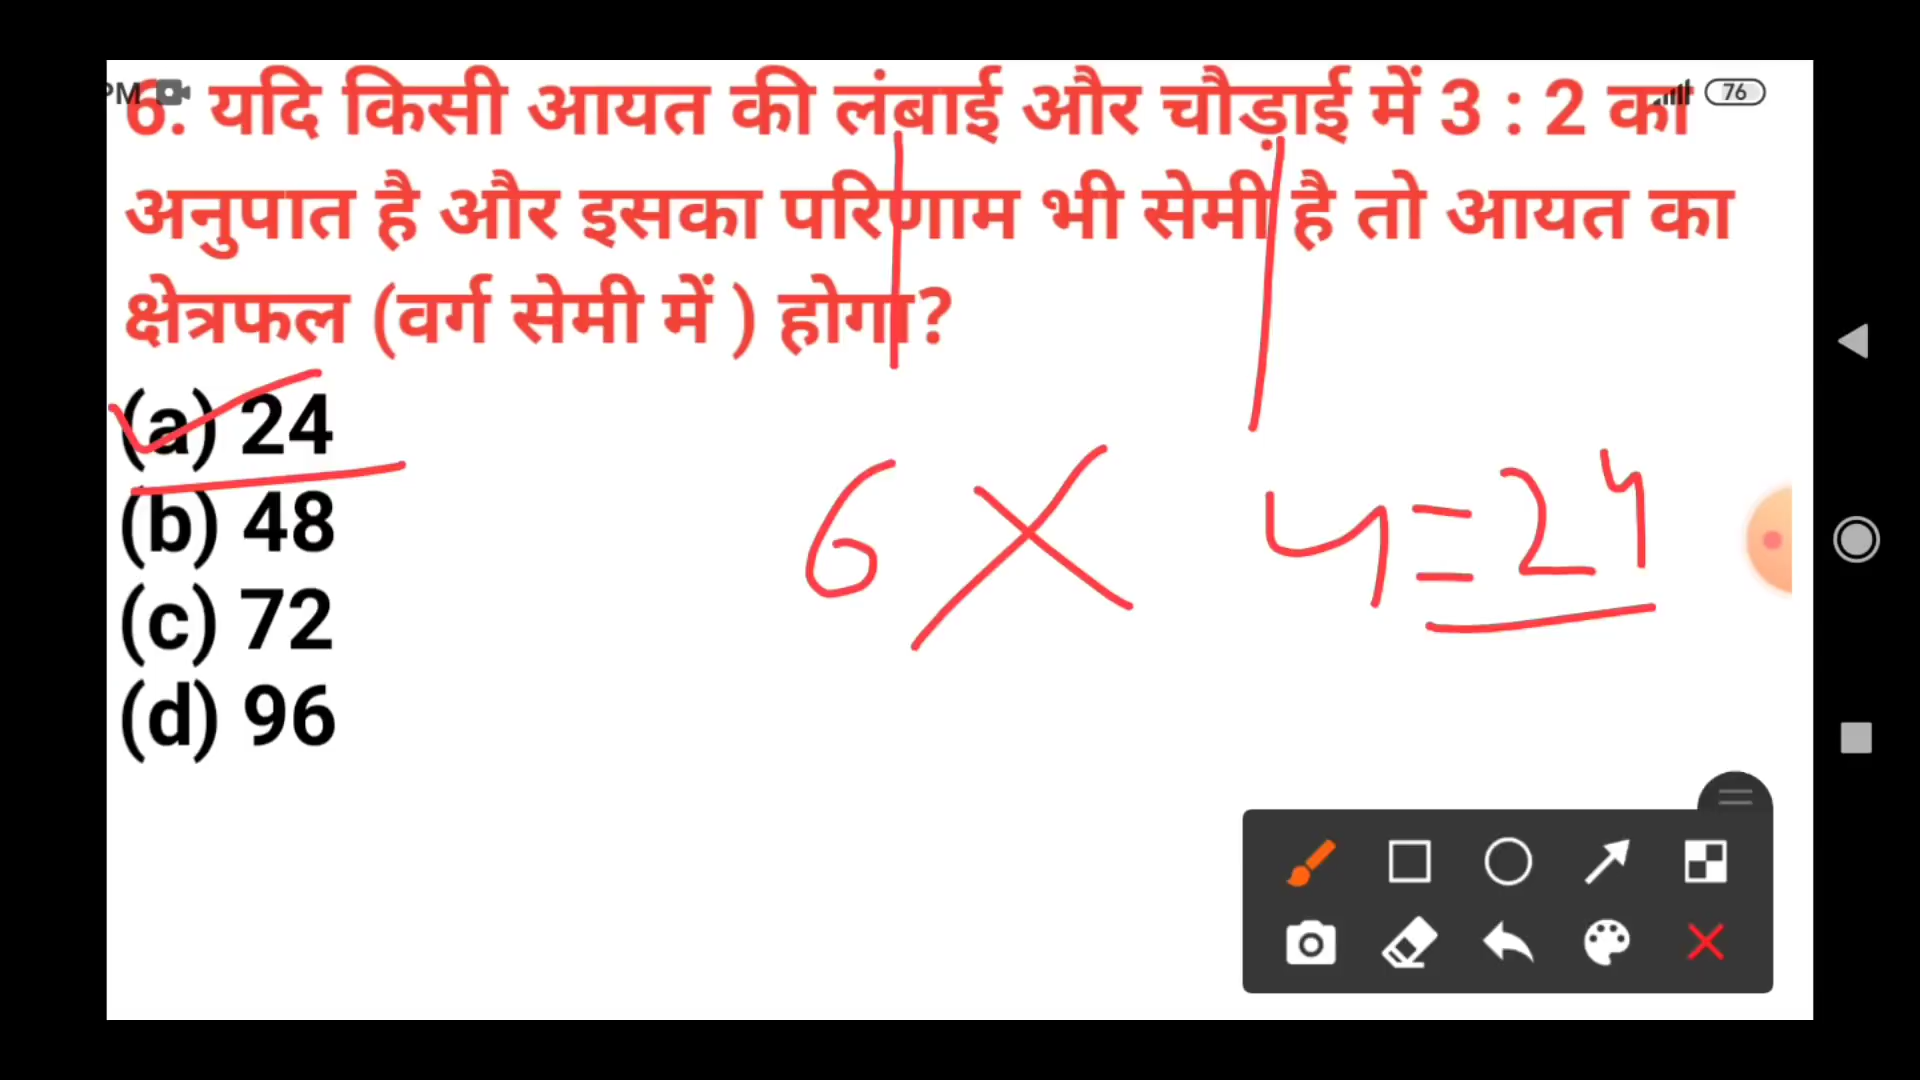 PM 76
6. यदि किसी आयत की लंबाई और चौड़ाई में 3 : 2 का
अनुपात है और इसका परिणाम भी सेमी है तो आयत का
क्षेत्रफल (वर्ग सेमी में ) होगा?
(a) 24
(b) 48
6 X 4 = 24
(c) 72
(d) 96